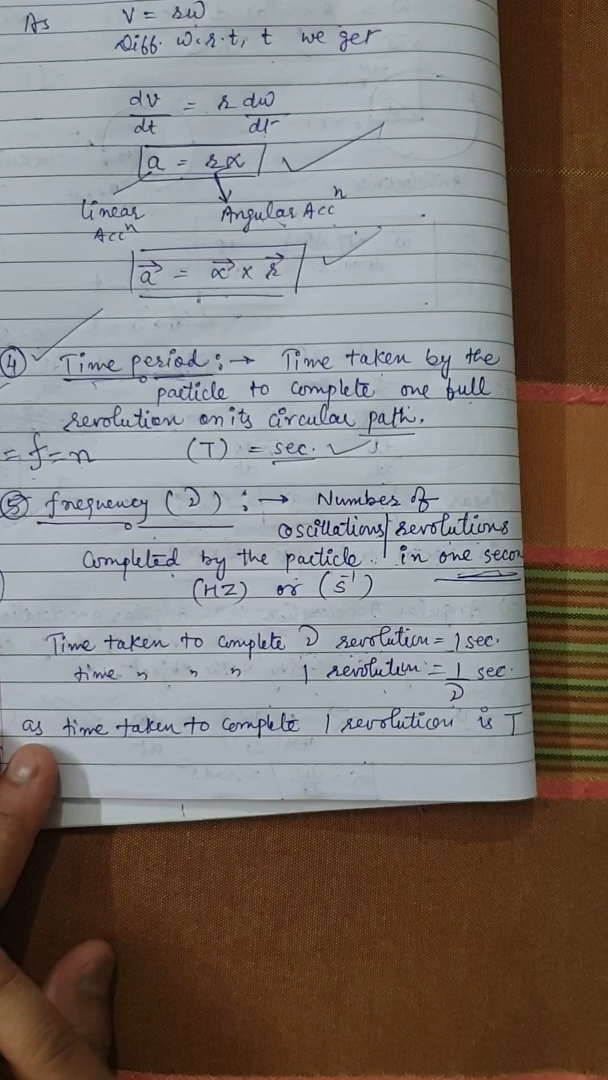 As v = rω
Diff. w.r.t, t we get
dv/dt = r dω/dt
a = rα
linear Accⁿ Angular Accⁿ
a⃗ = α⃗ × r⃗
④ Time period :→ Time taken by the
particle to complete one full
revolution on its circular path.
= f = n (T) = sec.
⑤ frequency (ν) :→ Number of
oscillations/revolutions
Completed by the particle in one secon
(HZ) or (s⁻¹)
Time taken to complete ν revolution = 1 sec.
time " " " 1 revolution = 1/ν sec.
as time taken to complete 1 revolution is T